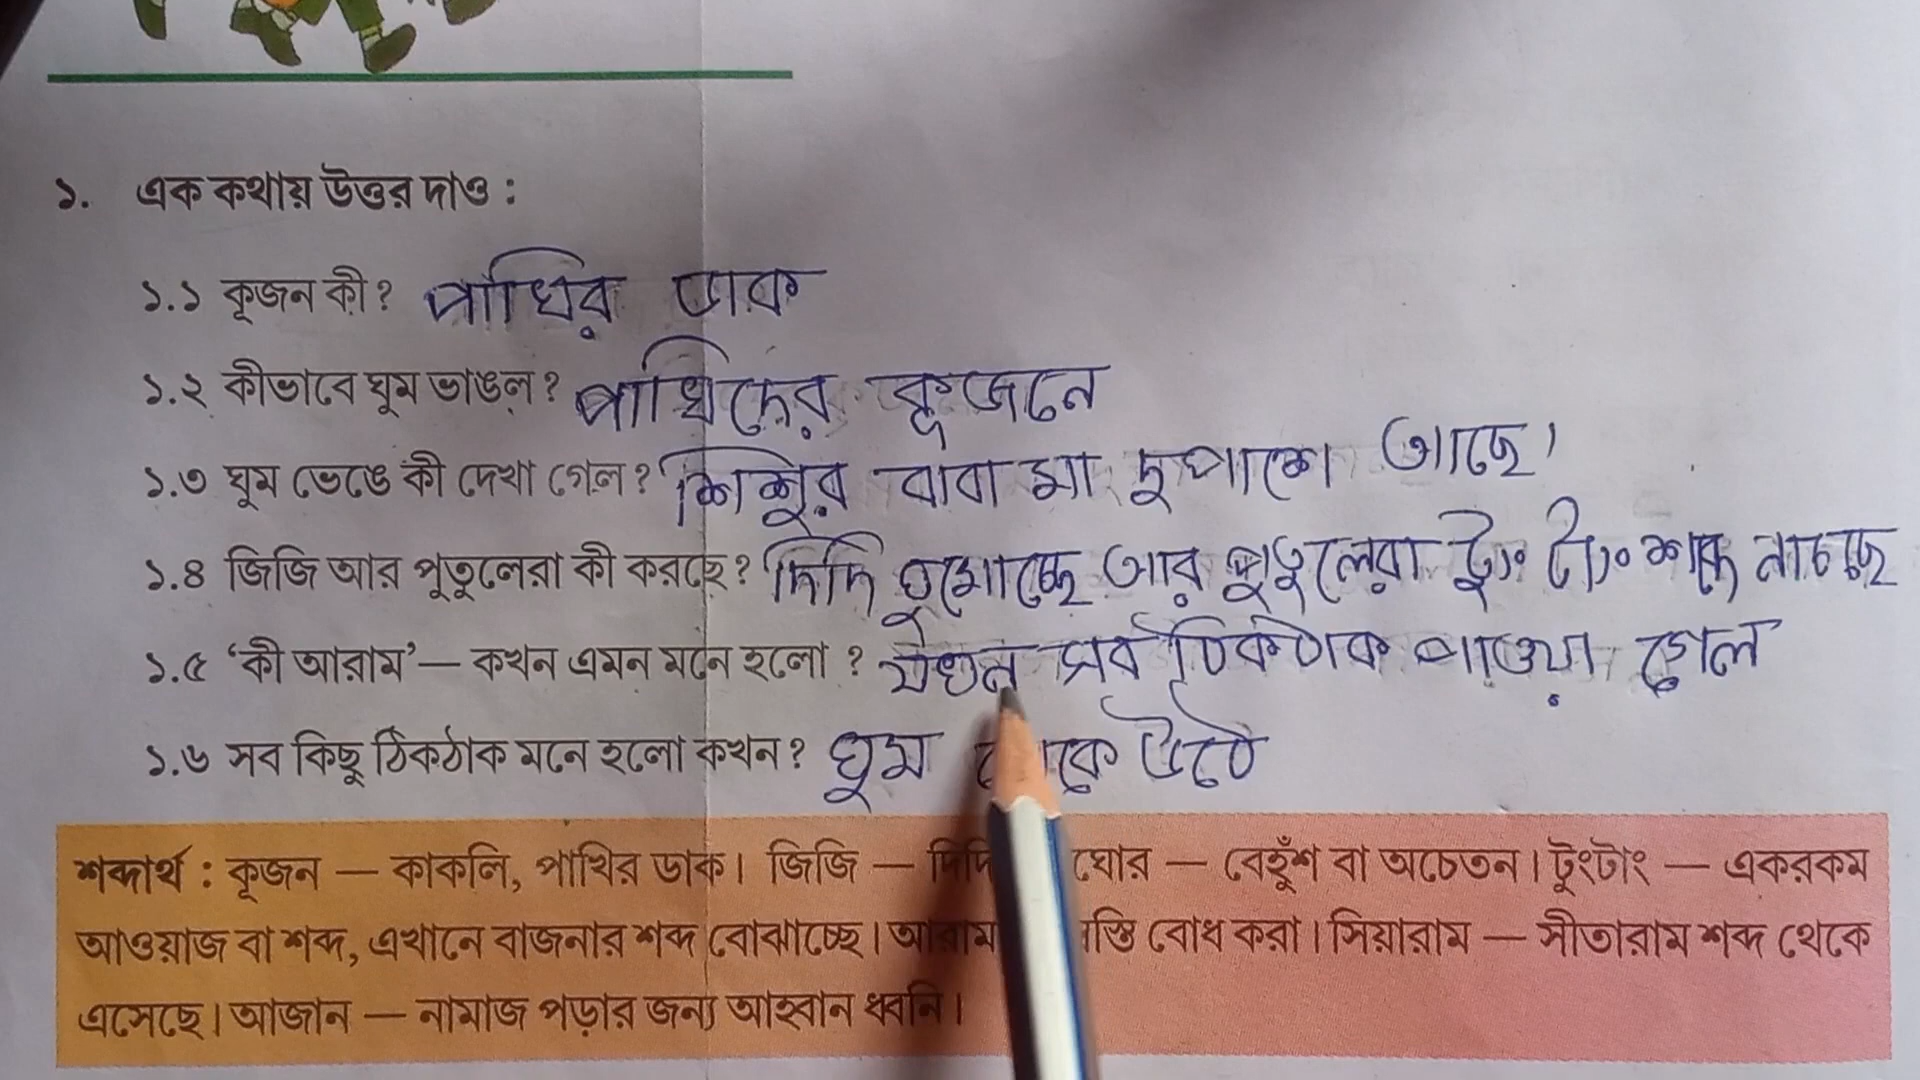 ১. এক কথায় উত্তর দাও :
১.১ কূজন কী? পাখির ডাক
১.২ কীভাবে ঘুম ভাঙল? পাখিদের কূজনে
১.৩ ঘুম ভেঙে কী দেখা গেল? শিশুর বাবা মা দুপাশে আছে।
১.৪ জিজি আর পুতুলেরা কী করছে? দিদি ঘুমোচ্ছে আর পুতুলেরা টুং টাং শব্দে নাচছে
১.৫ ‘কী আরাম’— কখন এমন মনে হলো ? যখন সব ঠিকঠাক পাওয়া গেল
১.৬ সব কিছু ঠিকঠাক মনে হলো কখন? ঘুম উঠে
শব্দার্থ : কূজন — কাকলি, পাখির ডাক। জিজি — দিদি ঘোর — বেহুঁশ বা অচেতন। টুংটাং — একরকম
আওয়াজ বা শব্দ, এখানে বাজনার শব্দ বোঝাচ্ছে। আরাম বোধ করা। সিয়ারাম — সীতারাম শব্দ থেকে
এসেছে। আজান — নামাজ পড়ার জন্য আহ্বান ধ্বনি।